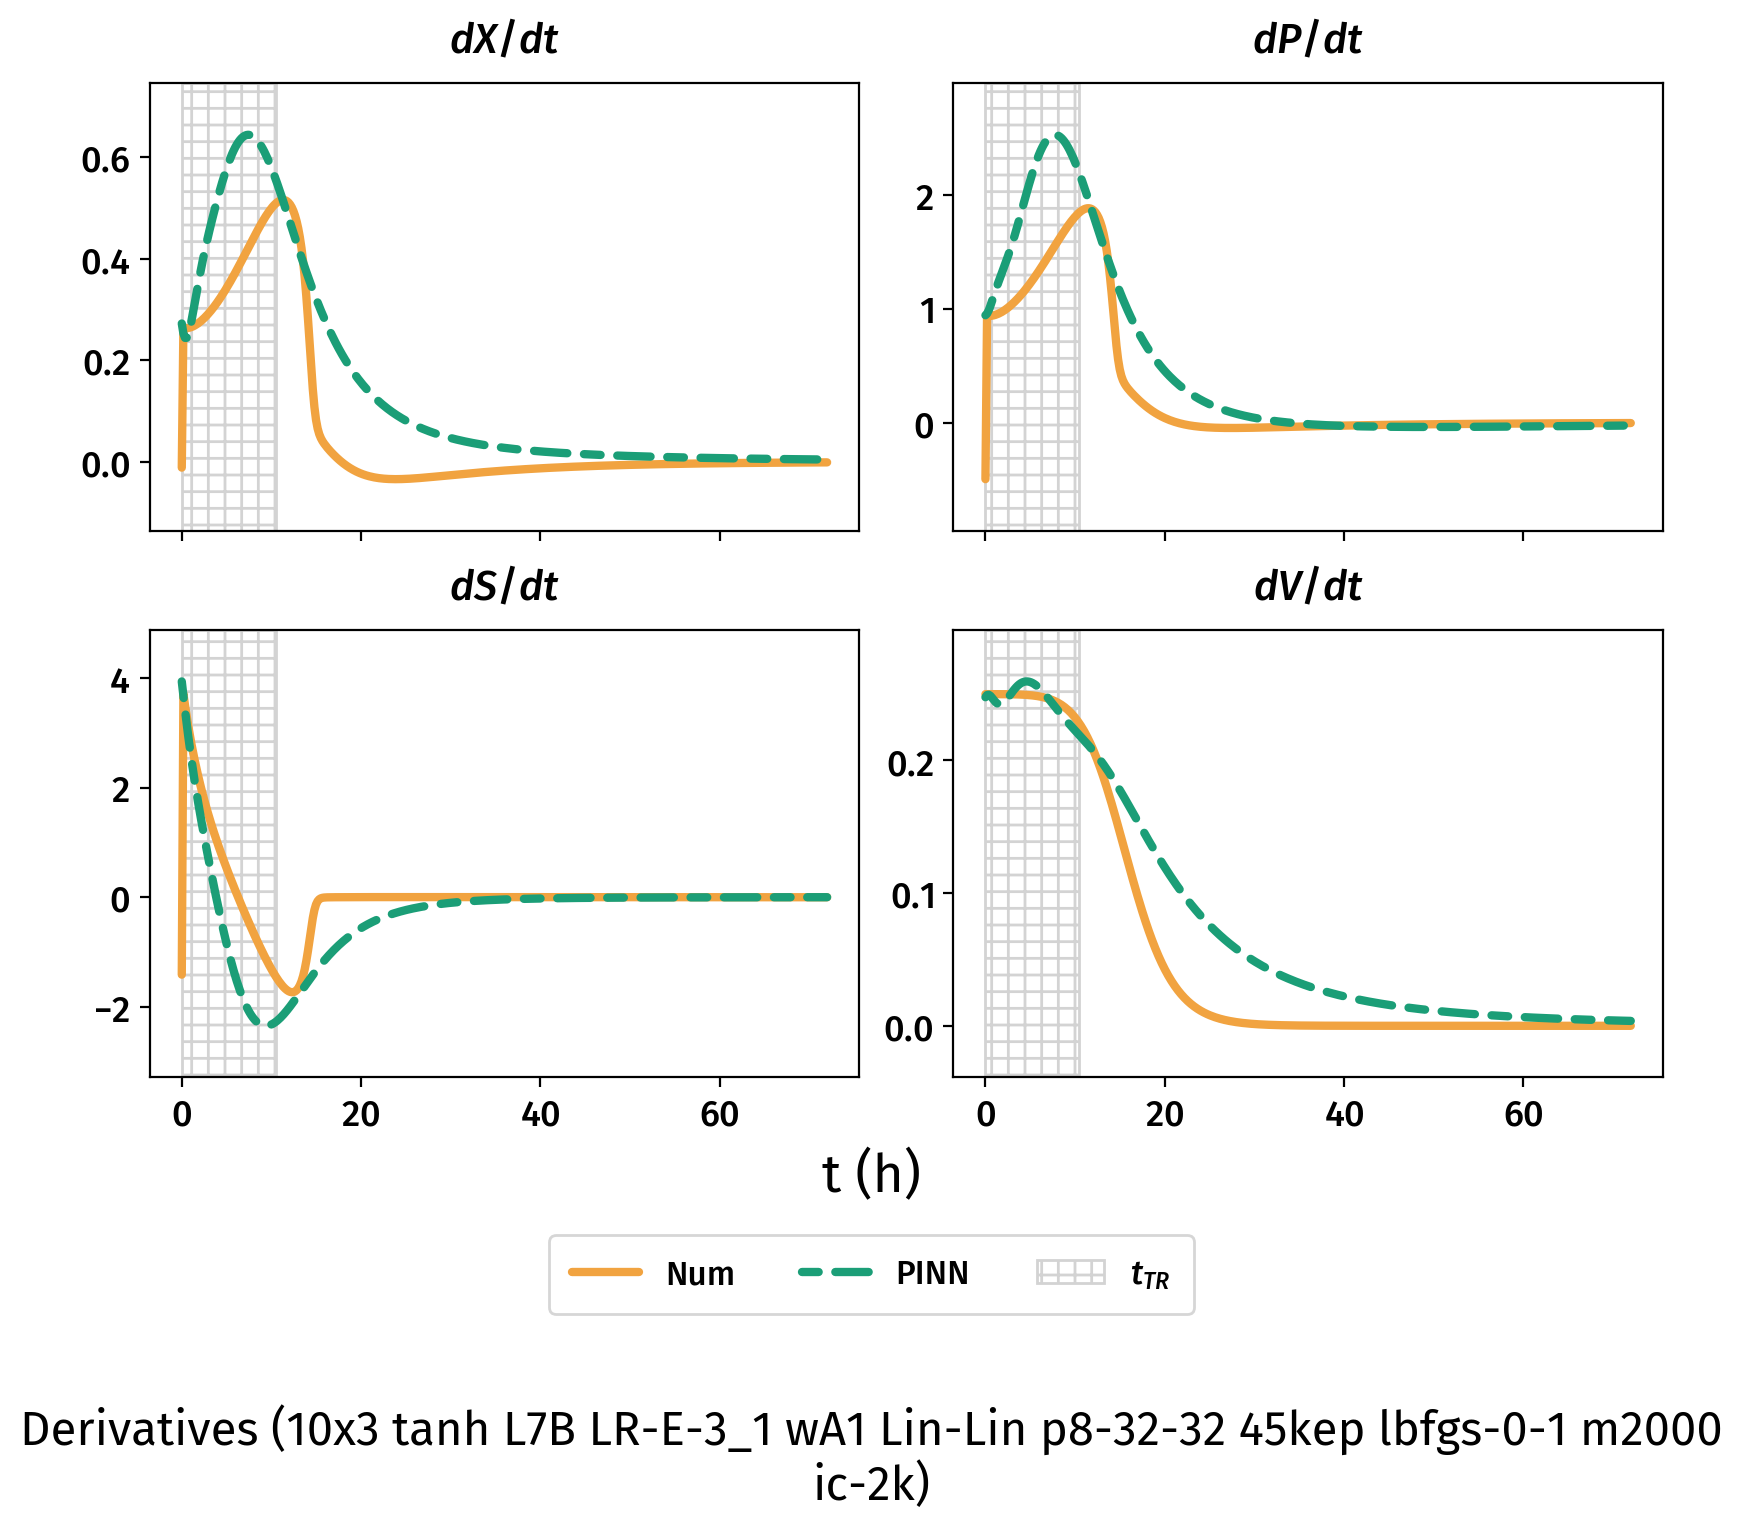 dX/dt
dP/dt
0.6
0.4
0.2
0.0
2
1
0
dS/dt
dV/dt
4
2
0
−2
0.2
0.1
0.0
0 20 40 60
0 20 40 60
t (h)
Num PINN tTR
Derivatives (10x3 tanh L7B LR-E-3_1 wA1 Lin-Lin p8-32-32 45kep lbfgs-0-1 m2000
ic-2k)